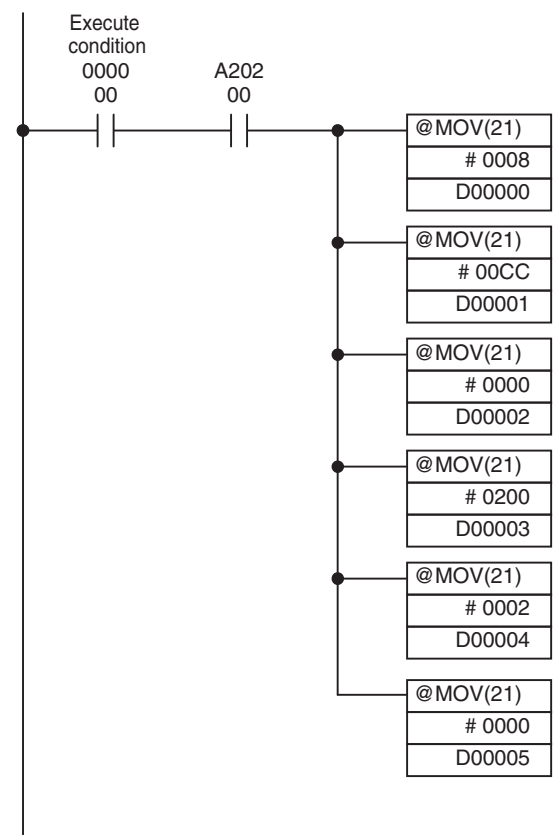 Execute
condition
0000
00
A202
00
@MOV(21)
# 0008
D00000
@MOV(21)
# 00CC
D00001
@MOV(21)
# 0000
D00002
@MOV(21)
# 0200
D00003
@MOV(21)
# 0002
D00004
@MOV(21)
# 0000
D00005